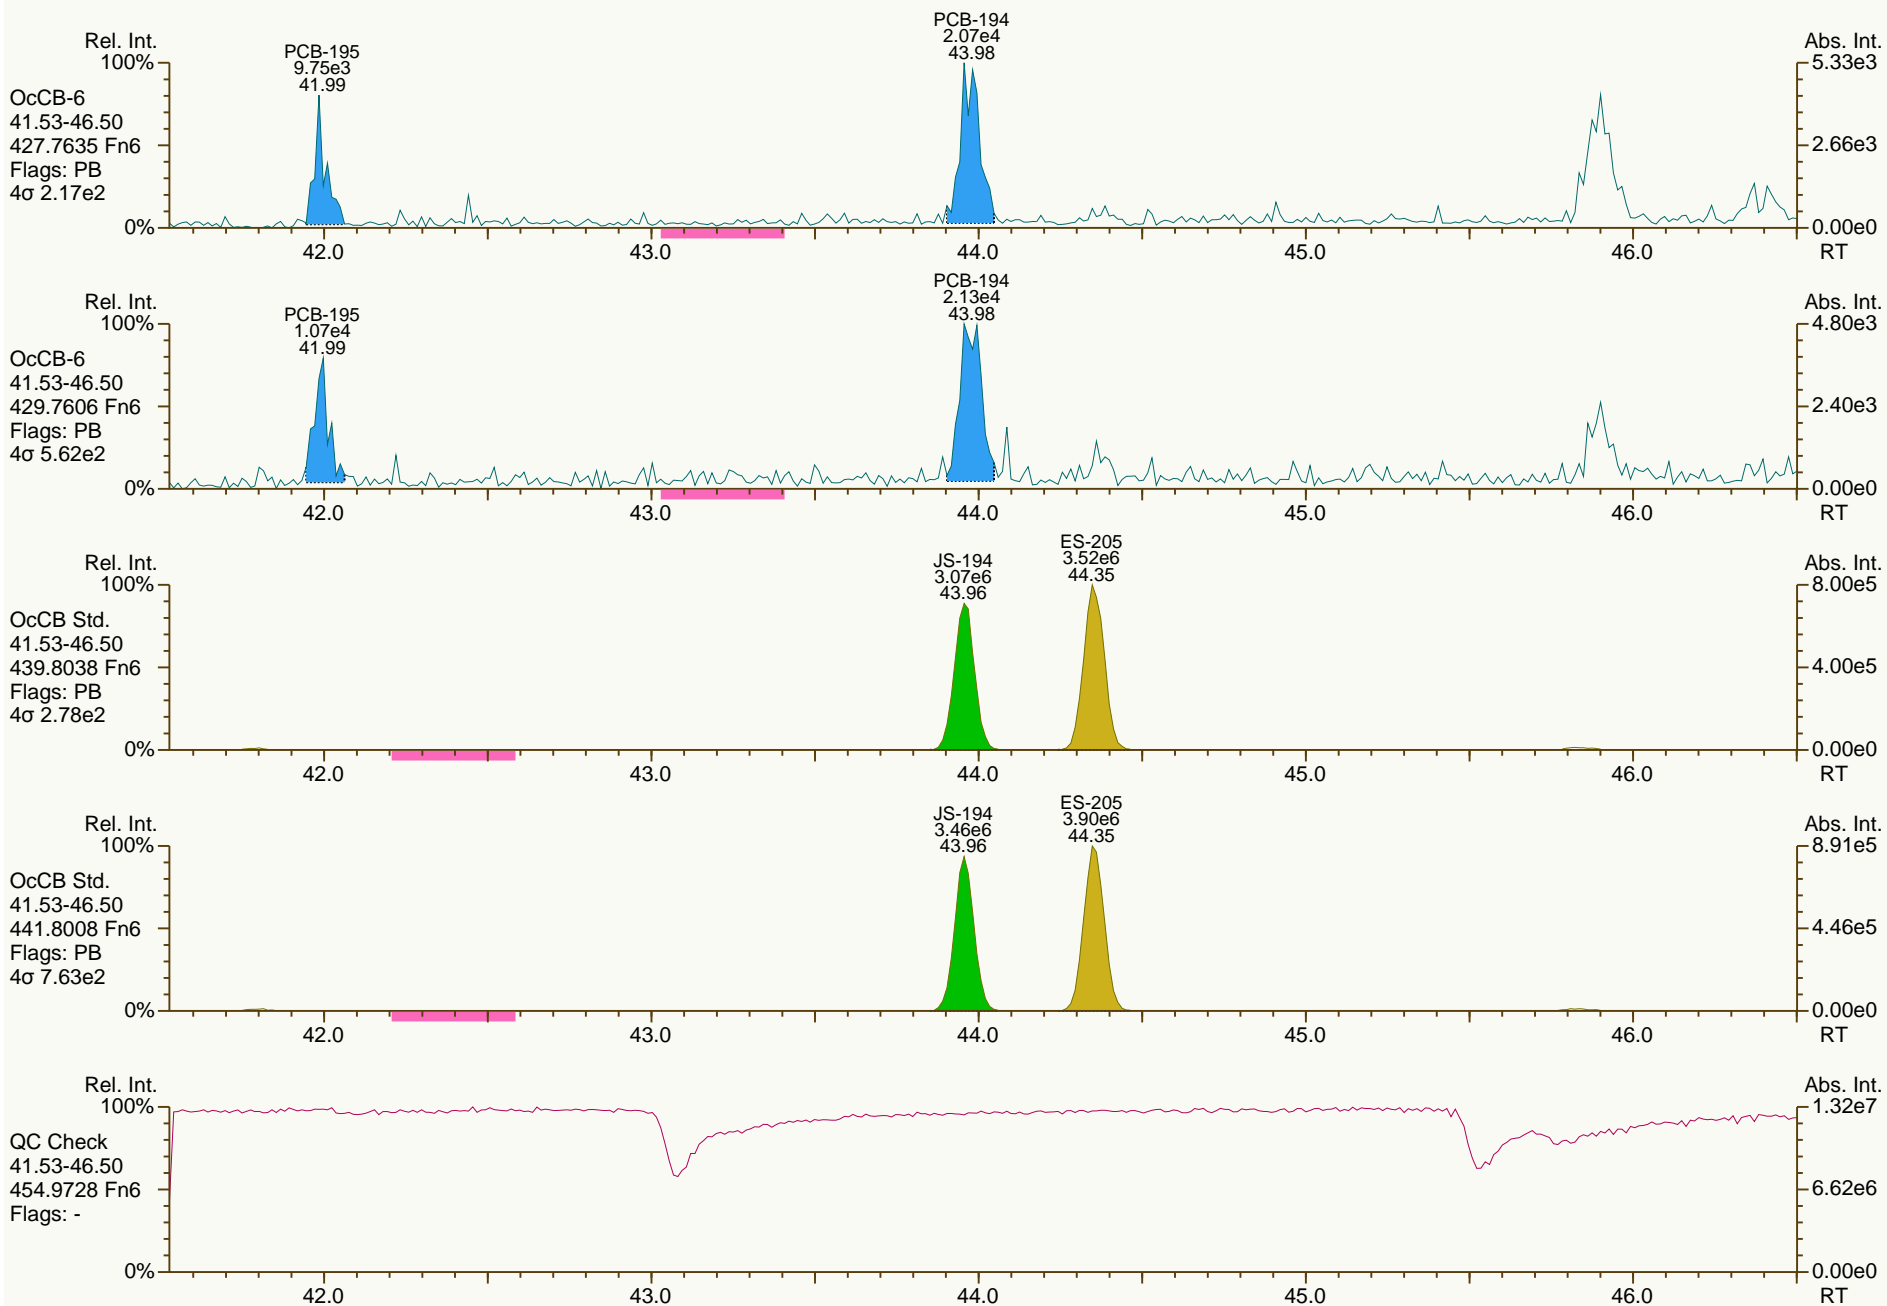 PCB-194
2.07e4
43.98
PCB-195
9.75e3
41.99
Rel. Int.
Abs. Int.
100%
5.33e3
OcCB-6
41.53-46.50
427.7635 Fn6
2.66e3
Flags: PB
4σ 2.17e2
0%
0.00e0
42.0 43.0 44.0 45.0 46.0 RT
PCB-194
2.13e4
43.98
PCB-195
1.07e4
41.99
Rel. Int.
Abs. Int.
100%
4.80e3
OcCB-6
41.53-46.50
429.7606 Fn6
2.40e3
Flags: PB
4σ 5.62e2
0%
0.00e0
42.0 43.0 44.0 45.0 46.0 RT
JS-194
3.07e6
43.96
ES-205
3.52e6
44.35
Rel. Int.
Abs. Int.
100%
8.00e5
OcCB Std.
41.53-46.50
439.8038 Fn6
4.00e5
Flags: PB
4σ 2.78e2
0%
0.00e0
42.0 43.0 44.0 45.0 46.0 RT
JS-194
3.46e6
43.96
ES-205
3.90e6
44.35
Rel. Int.
Abs. Int.
100%
8.91e5
OcCB Std.
41.53-46.50
441.8008 Fn6
4.46e5
Flags: PB
4σ 7.63e2
0%
0.00e0
42.0 43.0 44.0 45.0 46.0 RT
Rel. Int.
Abs. Int.
100%
1.32e7
QC Check
41.53-46.50
454.9728 Fn6
6.62e6
Flags: -
0%
0.00e0
42.0 43.0 44.0 45.0 46.0 RT